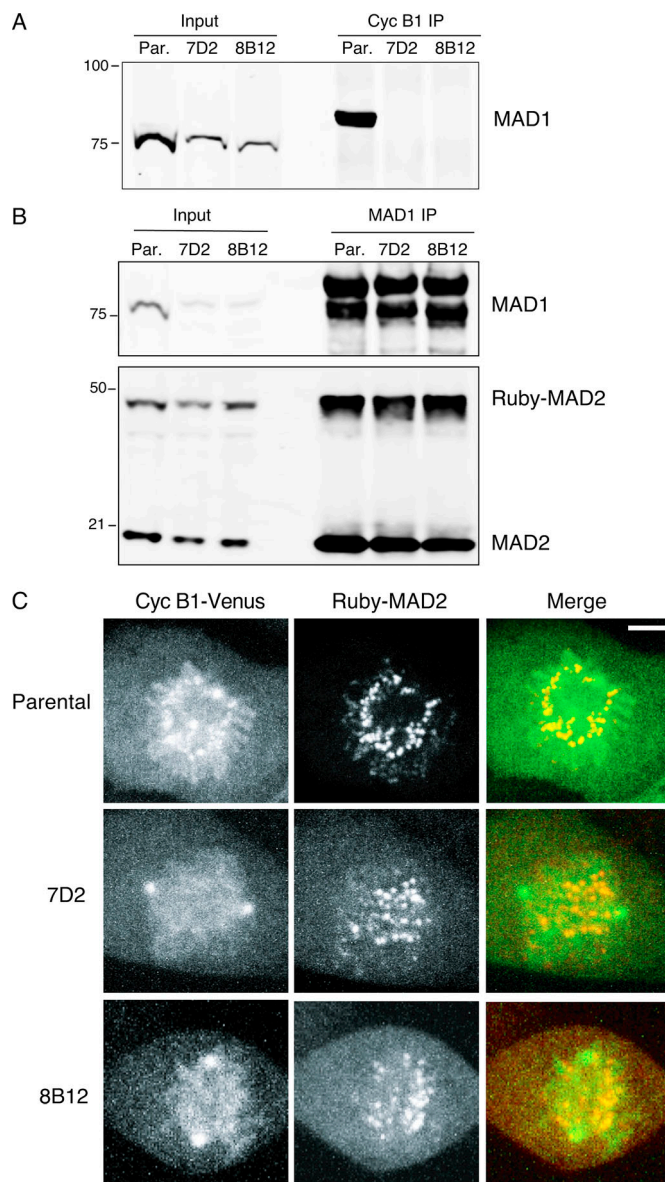 A
Input Cyc B1 IP
Par. 7D2 8B12 Par. 7D2 8B12
100
75
MAD1
B
Input MAD1 IP
Par. 7D2 8B12 Par. 7D2 8B12
75
MAD1
50
Ruby-MAD2
21
MAD2
C
Cyc B1-Venus Ruby-MAD2 Merge
Parental
7D2
8B12